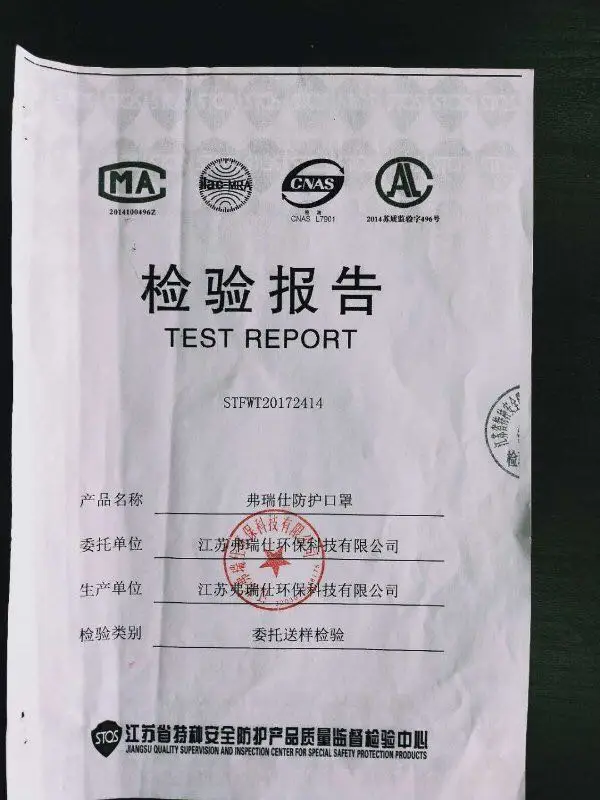 MA
ilac-MRA
CNAS
AL
2014100496Z
检测
CNAS L7901
2014苏质监验字496号
检验报告
TEST REPORT
STFWT20172414
产品名称 弗瑞仕防护口罩
委托单位 江苏弗瑞仕环保科技有限公司
生产单位 江苏弗瑞仕环保科技有限公司
检验类别 委托送样检验
STOS 江苏省特种安全防护产品质量监督检验中心
JIANGSU QUALITY SUPERVISION AND INSPECTION CENTER FOR SPECIAL SAFETY PROTECTION PRODUCTS